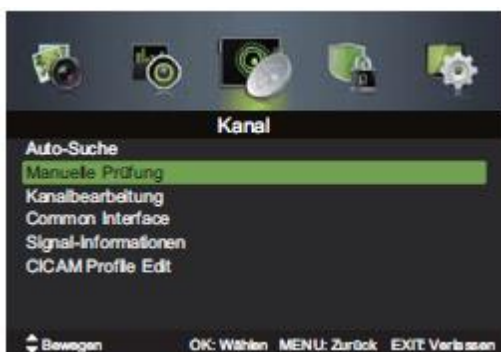 Kanal
Auto-Suche
Manuelle Prüfung
Kanalbearbeitung
Common Interface
Signal-Informationen
CICAM Profile Edit
Bewegen OK: Wählen MENU: Zurück EXIT: Verlassen